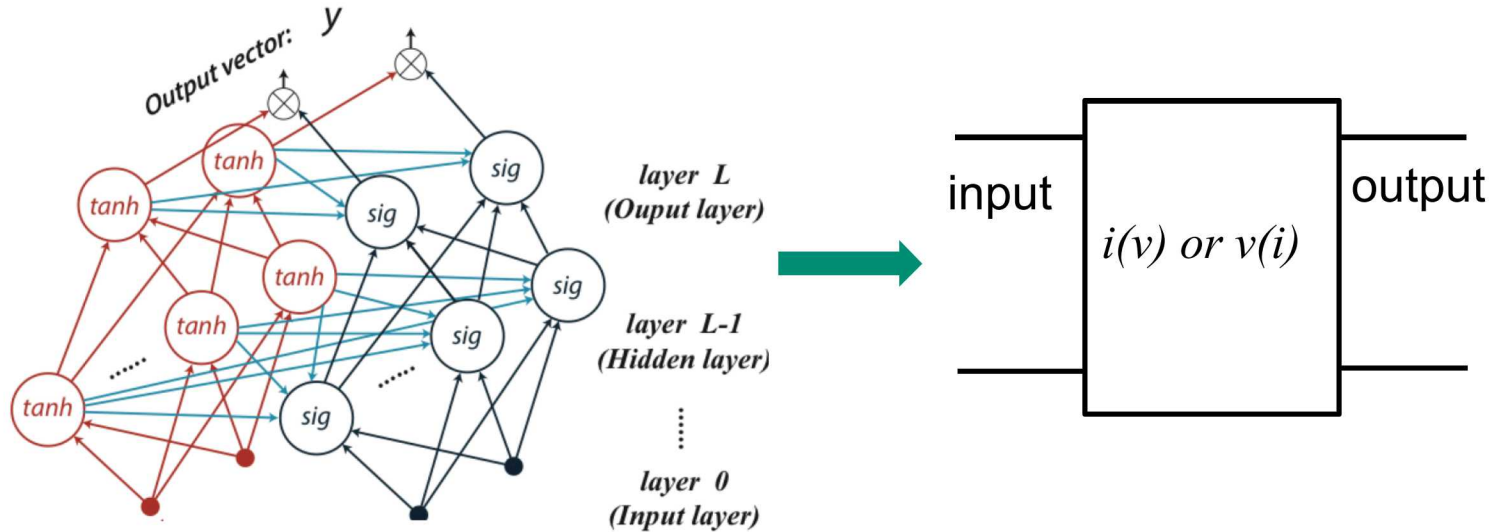 Output vector: y
tanh
tanh
sig
sig
layer L
(Ouput layer)
input
output
i(v) or v(i)
tanh
tanh
sig
sig
layer L-1
(Hidden layer)
......
......
tanh
sig
......
layer 0
(Input layer)